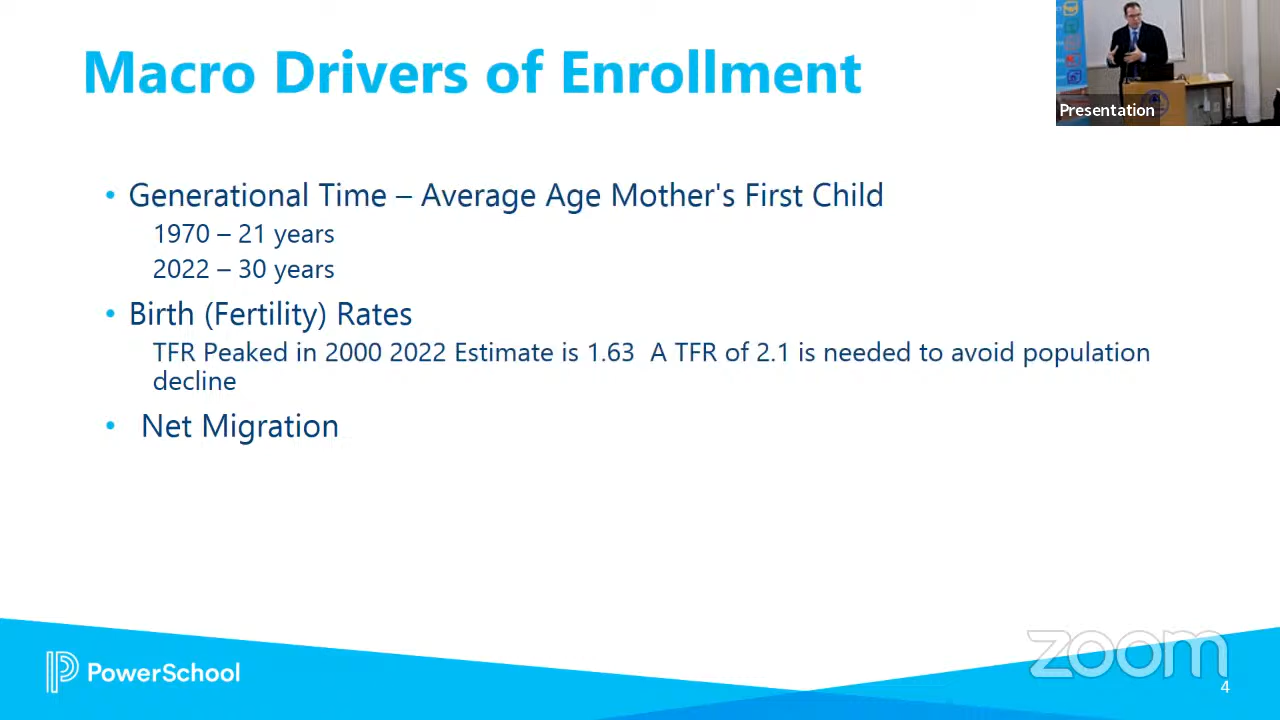 Macro Drivers of Enrollment
Presentation
• Generational Time – Average Age Mother's First Child
1970 – 21 years
2022 – 30 years
• Birth (Fertility) Rates
TFR Peaked in 2000 2022 Estimate is 1.63  A TFR of 2.1 is needed to avoid population
decline
• Net Migration
PowerSchool
zoom
4